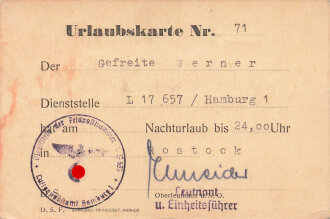 Urlaubskarte Nr. 71
Der Gefreite Werner
Dienststelle L 17 657 / Hamburg 1
hat am Nachturlaub bis 24,00 Uhr
in Rostock
Leutnant
u. Einheitsführer
D. S. F.